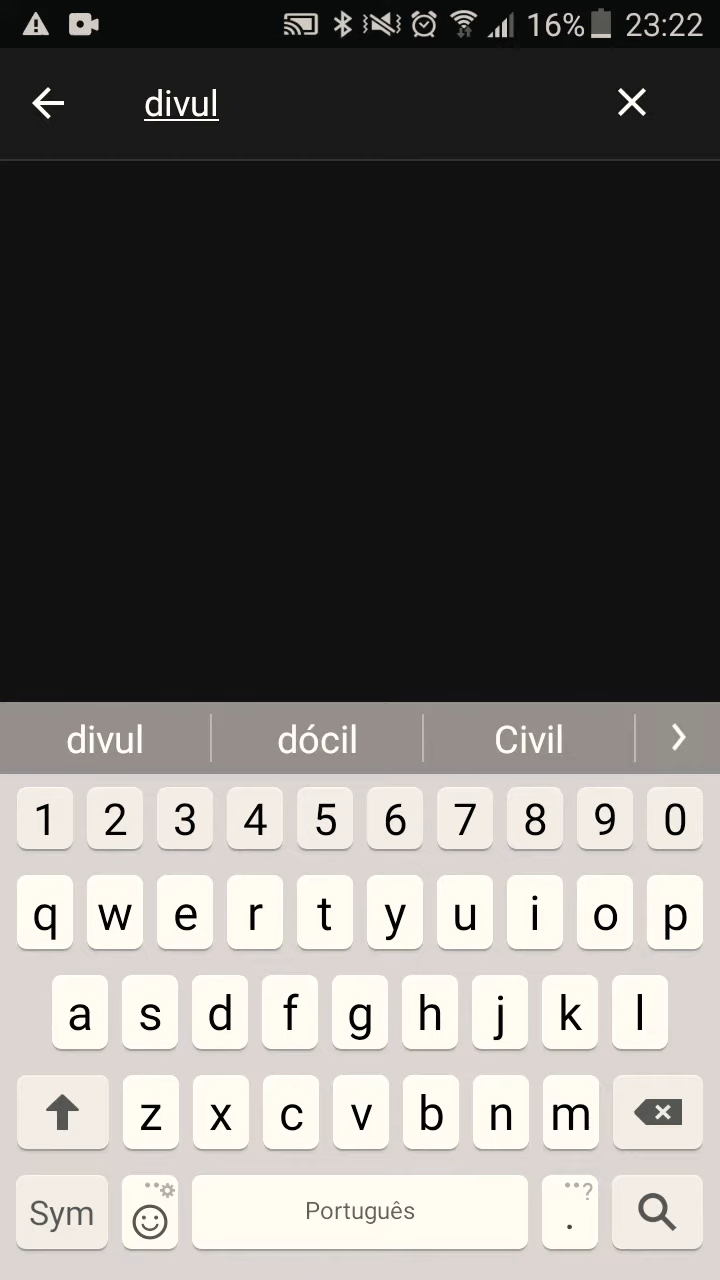 16% 23:22
divul
divul dócil Civil
1 2 3 4 5 6 7 8 9 0
q w e r t y u i o p
a s d f g h j k l
z x c v b n m
Sym Português . ?